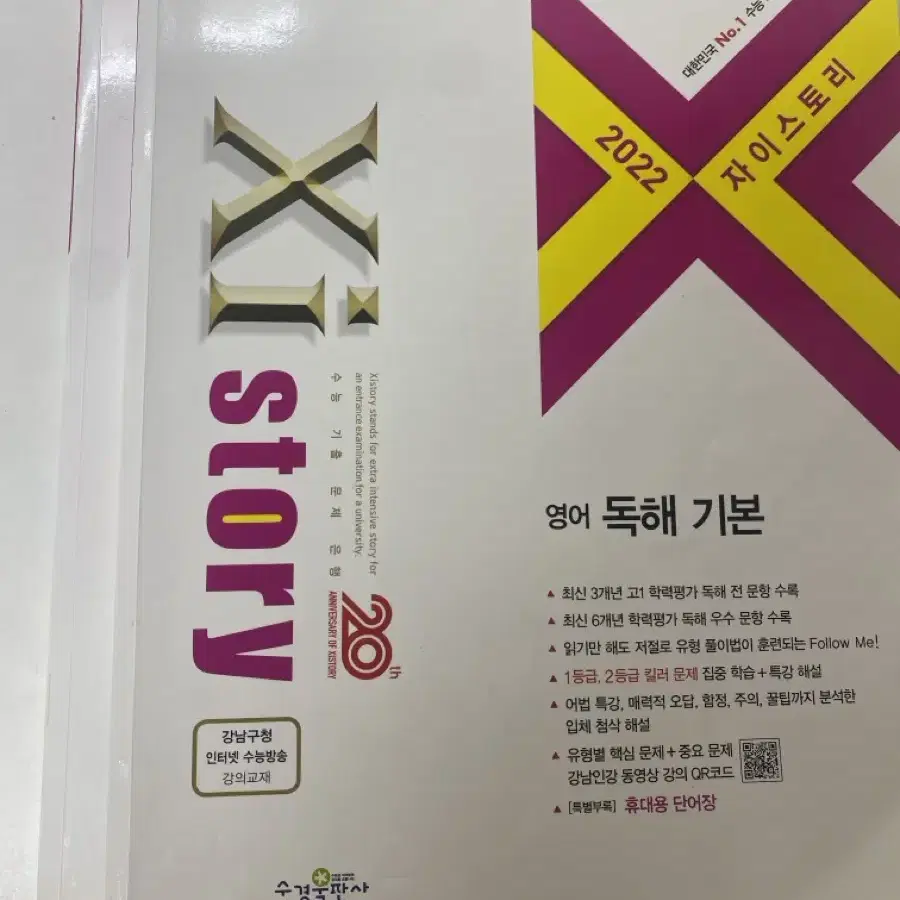 대한민국 No.1 수능
2022
자이스토리
Xi story
Xistory stands for extra intensive story for
an entrance examination for a university.
수능 기출 문제 은행
20th
ANNIVERSARY OF XISTORY
강남구청
인터넷 수능방송
강의교재
영어 독해 기본
▲ 최신 3개년 고1 학력평가 독해 전 문항 수록
▲ 최신 6개년 학력평가 독해 우수 문항 수록
▲ 읽기만 해도 저절로 유형 풀이법이 훈련되는 Follow Me!
▲ 1등급, 2등급 킬러 문제 집중 학습 + 특강 해설
▲ 어법 특강, 매력적 오답, 함정, 주의, 꿀팁까지 분석한
입체 첨삭 해설
▲ 유형별 핵심 문제 + 중요 문제
강남인강 동영상 강의 QR코드
▲ [특별부록] 휴대용 단어장
수경출판사